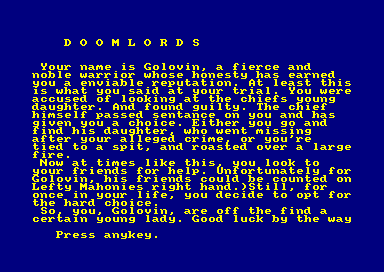 D O O M L O R D S
Your name is Golovin, a fierce and
noble warrior whose honesty has earned
you a enviable reputation. At least this
is what you said at your trial. You were
accused of looking at the chiefs young
daughter. And found guilty. The chief
himself passed sentence on you and has
given you a choice. Either you go and
find his daughter, who went missing
after your alleged crime, or you're
tied to a spit, and roasted over a large
fire.
Now at times like this, you look to
your friends for help. Unfortunately for
Golovin, his friends could be counted on
Lefty Mahonies right hand.)Still, for
once in your life, you decide to opt for
the hard choice.
So, you, Golovin, are off the find a
certain young lady. Good luck by the way
Press anykey.